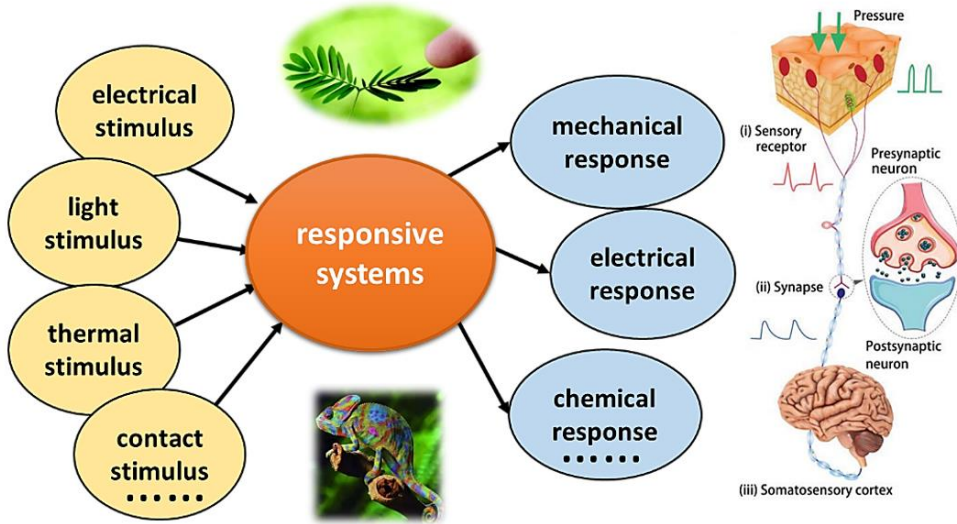 electrical
stimulus
light
stimulus
thermal
stimulus
contact
stimulus
......
responsive
systems
mechanical
response
electrical
response
chemical
response
......
Pressure
(i) Sensory
receptor
Presynaptic
neuron
(ii) Synapse
Postsynaptic
neuron
(iii) Somatosensory cortex